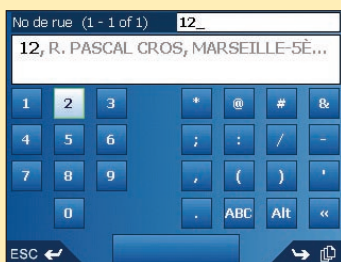 No de rue (1 - 1 of 1) 12_
12, R. PASCAL CROS, MARSEILLE-5È...
1 2 3 * @ # &
4 5 6 ; : / -
7 8 9 , ( ) '
0 . ABC Alt «
ESC